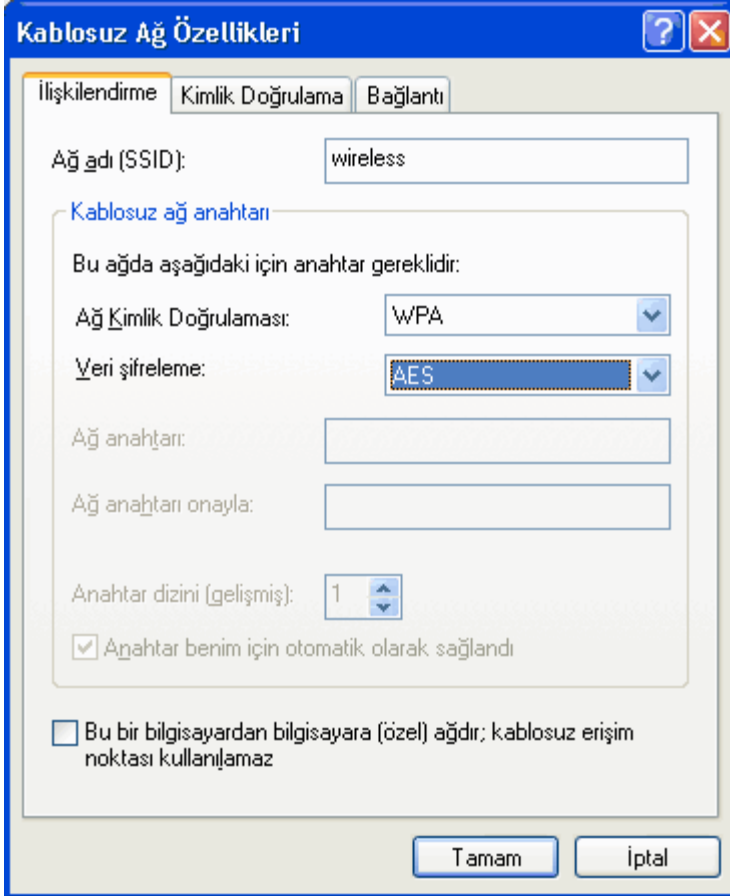 Kablosuz Ağ Özellikleri
İlişkilendirme Kimlik Doğrulama Bağlantı
Ağ adı (SSID): wireless
Kablosuz ağ anahtarı
Bu ağda aşağıdaki için anahtar gereklidir:
Ağ Kimlik Doğrulaması: WPA
Veri şifreleme: AES
Ağ anahtarı:
Ağ anahtarı onayla:
Anahtar dizini (gelişmiş): 1
Anahtar benim için otomatik olarak sağlandı
Bu bir bilgisayardan bilgisayara (özel) ağdır; kablosuz erişim
noktası kullanılamaz
Tamam İptal